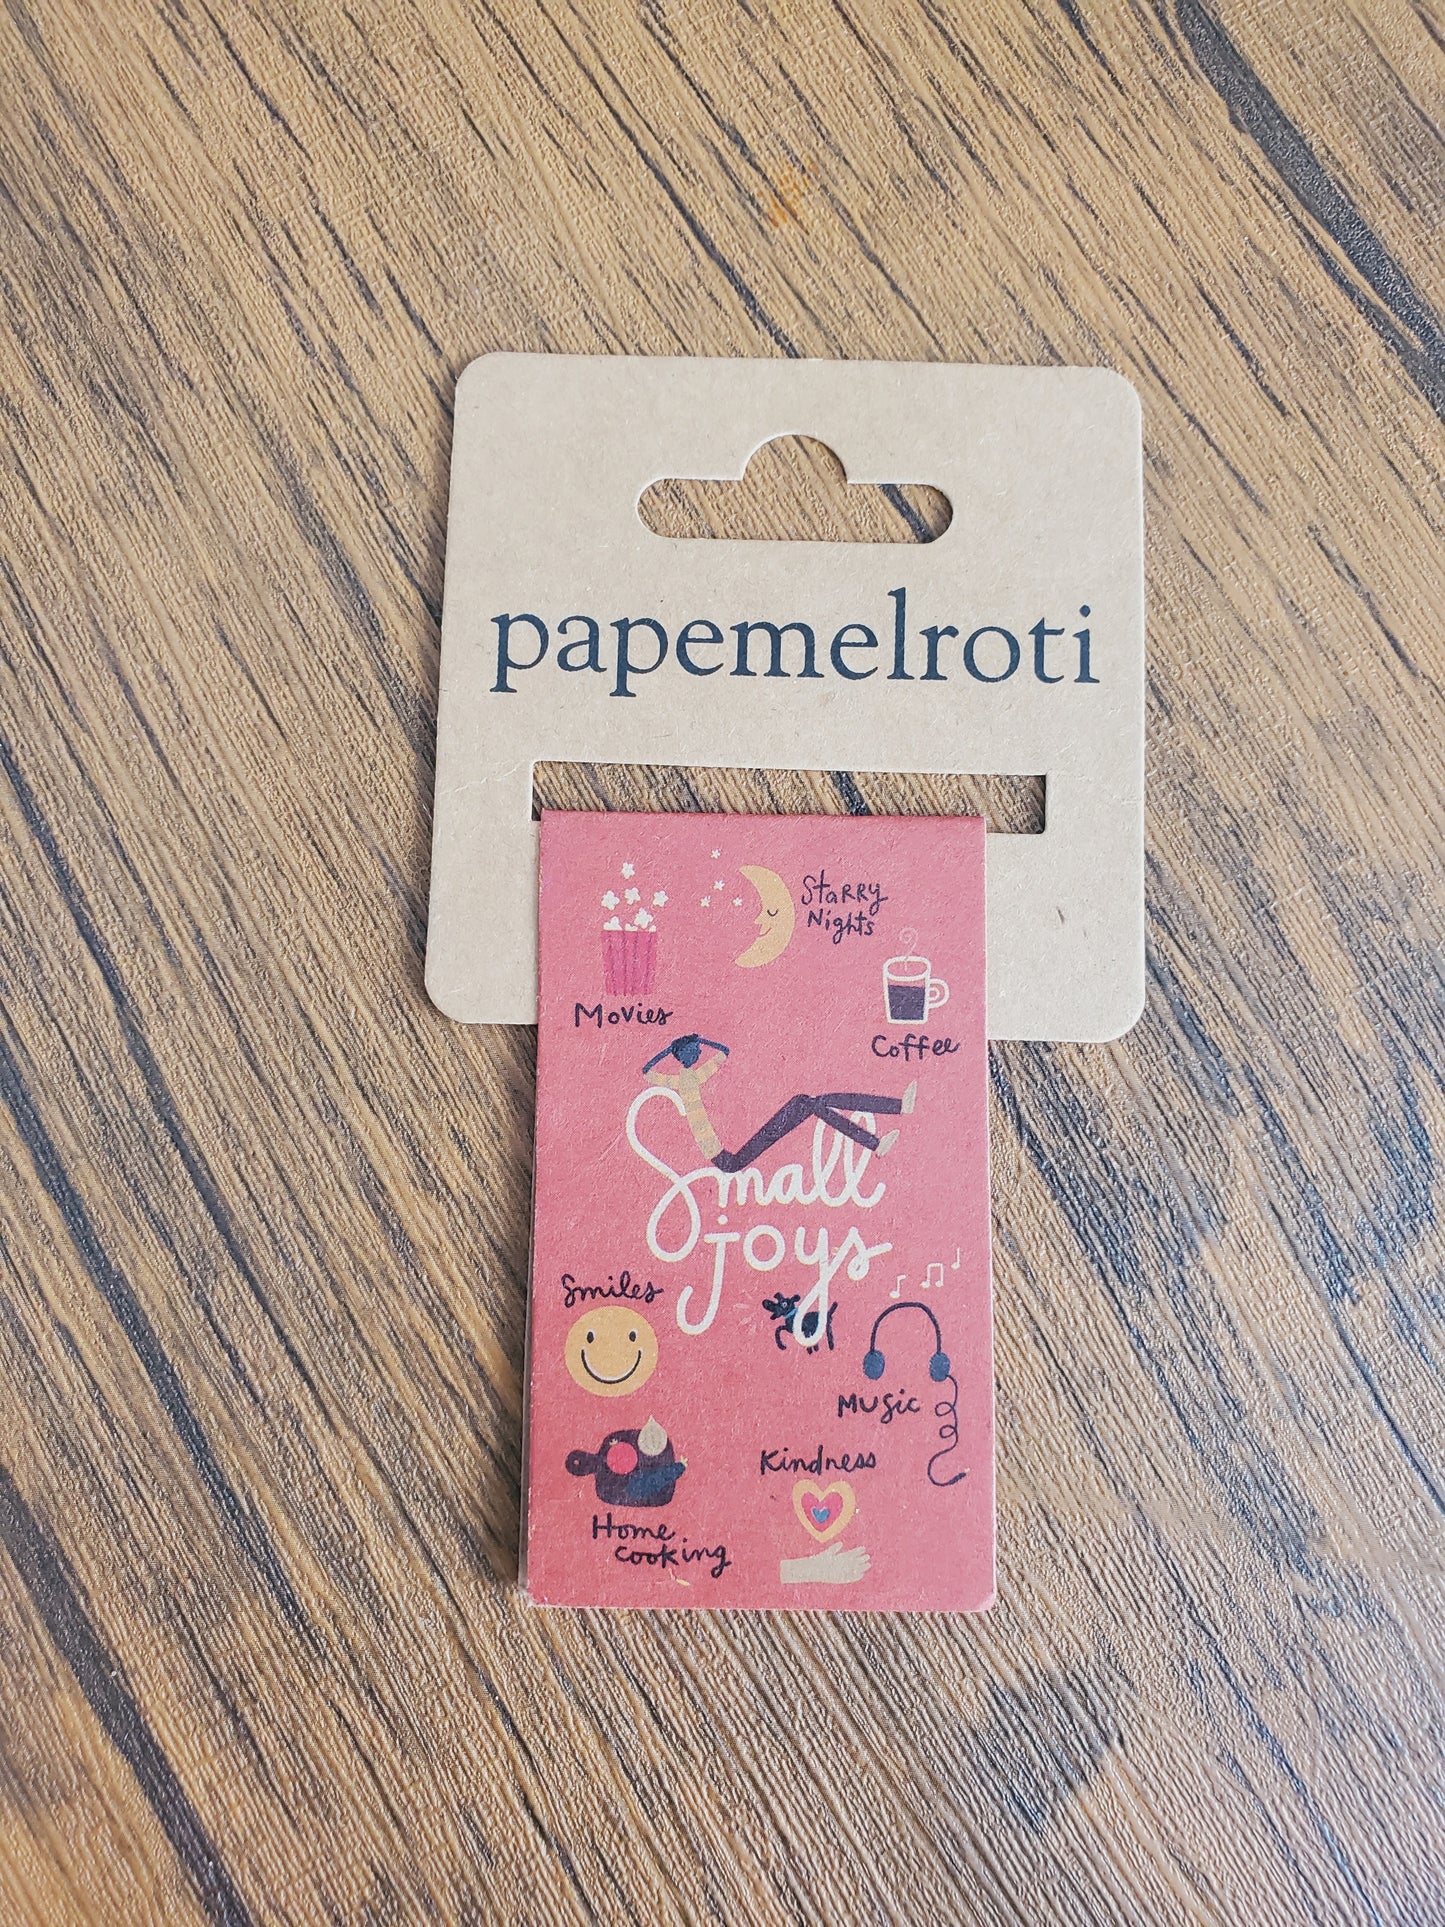 papemelroti
Starry
Nights
Movies
Coffee
Small
joys
Smiles
Music
Kindness
Home
cooking